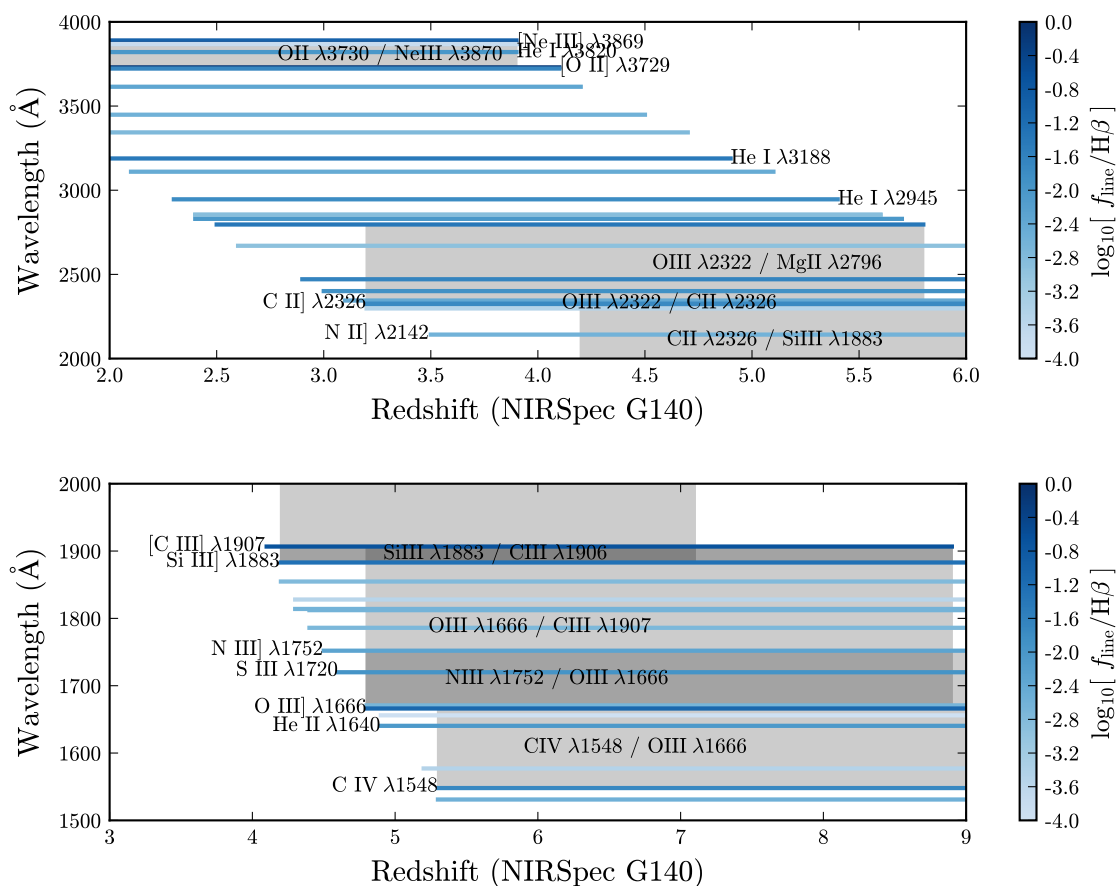 4000
3500
3000
2500
2000
Wavelength (Å)
[Ne III] λ3869
He I λ3820
OII λ3730 / NeIII λ3870
[O II] λ3729
He I λ3188
He I λ2945
OIII λ2322 / MgII λ2796
C II] λ2326
OIII λ2322 / CII λ2326
N II] λ2142
CII λ2326 / SiIII λ1883
2.0 2.5 3.0 3.5 4.0 4.5 5.0 5.5 6.0
Redshift (NIRSpec G140)
0.0
-0.4
-0.8
-1.2
-1.6
-2.0
-2.4
-2.8
-3.2
-3.6
-4.0
log10[ fline/Hβ ]
2000
1900
1800
1700
1600
1500
Wavelength (Å)
[C III] λ1907
SiIII λ1883 / CIII λ1906
Si III] λ1883
OIII λ1666 / CIII λ1907
N III] λ1752
S III λ1720
NIII λ1752 / OIII λ1666
O III] λ1666
He II λ1640
CIV λ1548 / OIII λ1666
C IV λ1548
3 4 5 6 7 8 9
Redshift (NIRSpec G140)
0.0
-0.4
-0.8
-1.2
-1.6
-2.0
-2.4
-2.8
-3.2
-3.6
-4.0
log10[ fline/Hβ ]